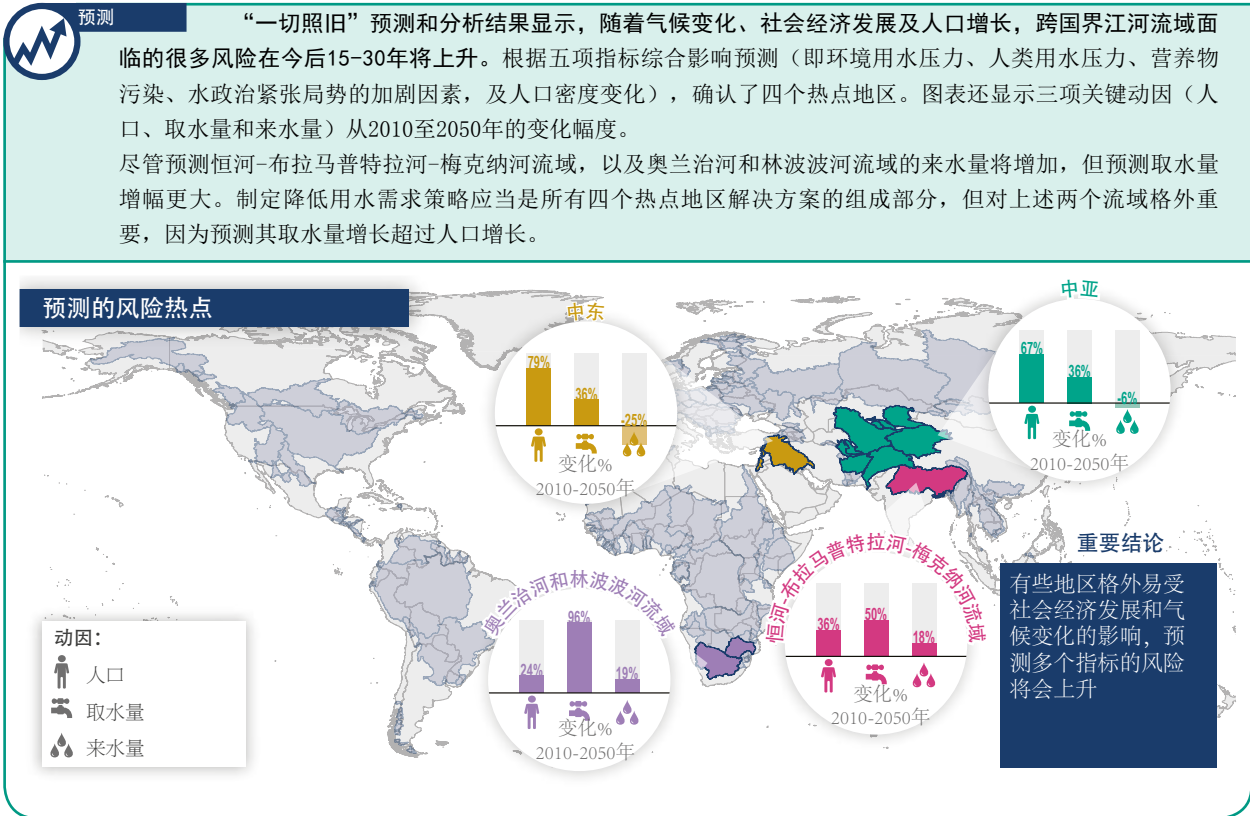 预测
“一切照旧”预测和分析结果显示，随着气候变化、社会经济发展及人口增长，跨国界江河流域面
临的很多风险在今后15-30年将上升。根据五项指标综合影响预测（即环境用水压力、人类用水压力、营养物
污染、水政治紧张局势的加剧因素，及人口密度变化），确认了四个热点地区。图表还显示三项关键动因（人
口、取水量和来水量）从2010至2050年的变化幅度。
尽管预测恒河-布拉马普特拉河-梅克纳河流域，以及奥兰治河和林波波河流域的来水量将增加，但预测取水量
增幅更大。制定降低用水需求策略应当是所有四个热点地区解决方案的组成部分，但对上述两个流域格外重
要，因为预测其取水量增长超过人口增长。
预测的风险热点
中东
79%
36%
-25%
变化%
2010-2050年
中亚
67%
36%
-6%
变化%
2010-2050年
奥兰治河和林波波河流域
24%
96%
19%
变化%
2010-2050年
恒河-布拉马普特拉河-梅克纳河流域
36%
50%
18%
变化%
2010-2050年
动因：
人口
取水量
来水量
重要结论
有些地区格外易受
社会经济发展和气
候变化的影响，预
测多个指标的风险
将会上升